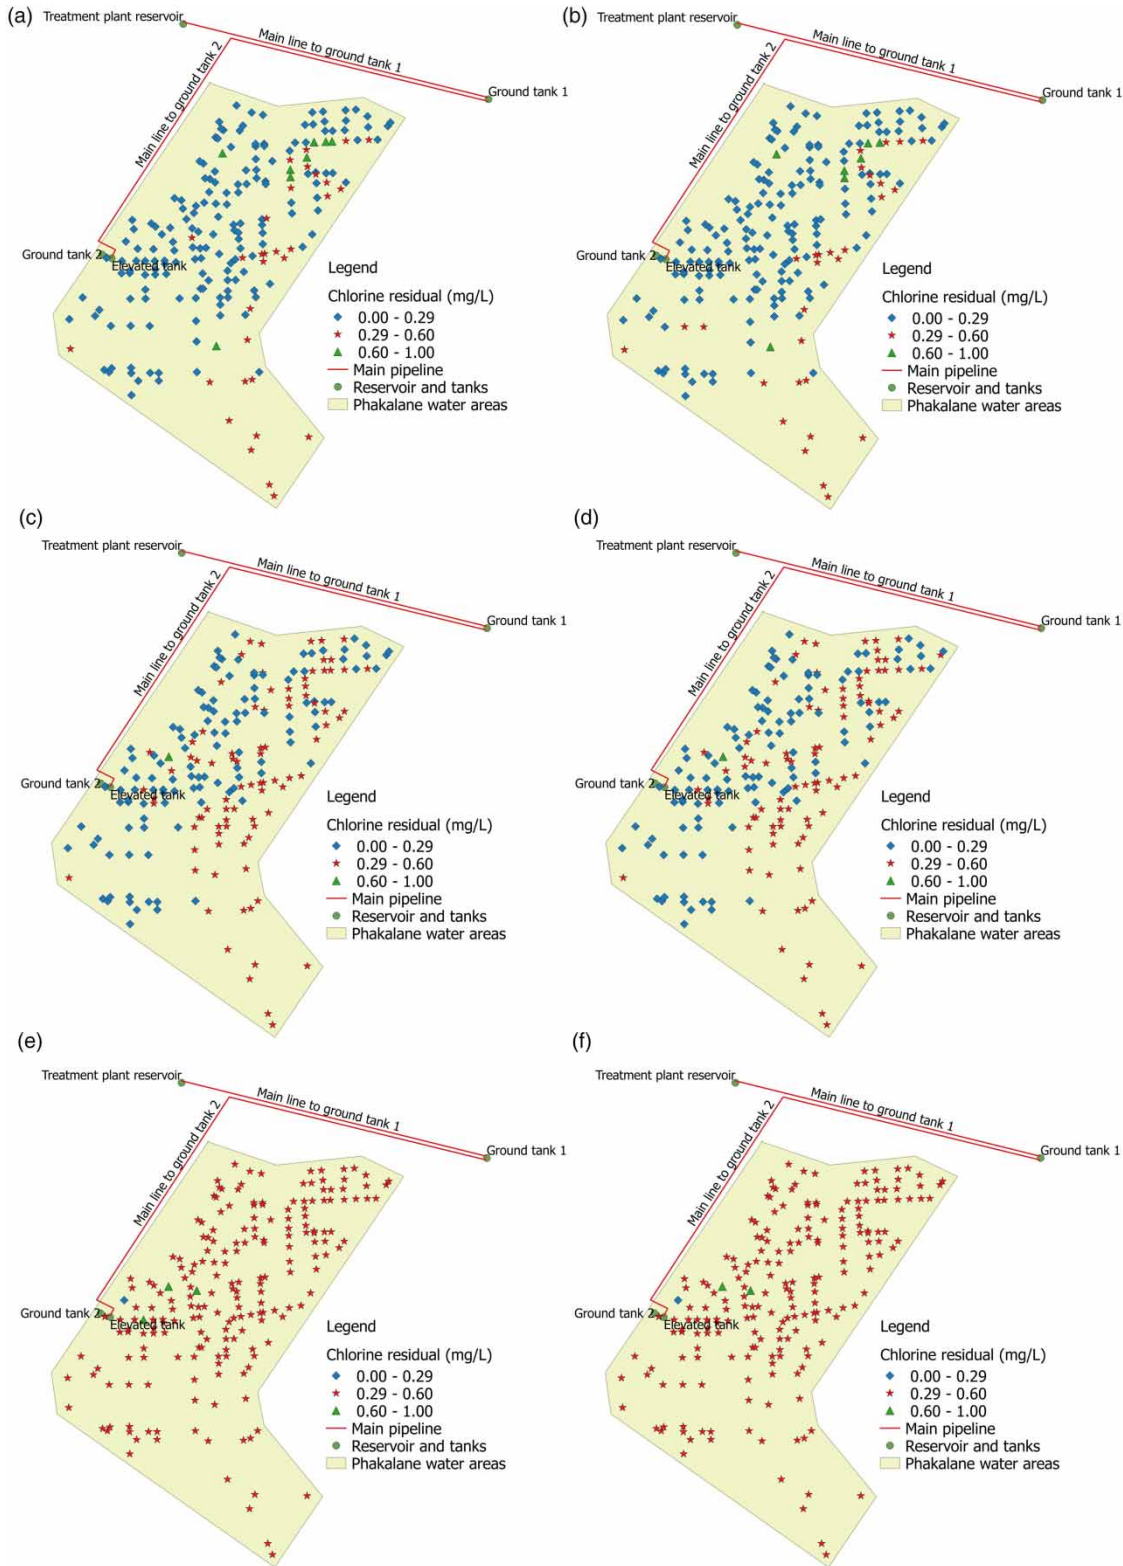 (a)
Treatment plant reservoir
Main line to ground tank 1
Main line to ground tank 2
Ground tank 1
Ground tank 2
Elevated tank
Legend
Chlorine residual (mg/L)
0.00 - 0.29
0.29 - 0.60
0.60 - 1.00
Main pipeline
Reservoir and tanks
Phakalane water areas
(b)
Treatment plant reservoir
Main line to ground tank 1
Main line to ground tank 2
Ground tank 1
Ground tank 2
Elevated tank
Legend
Chlorine residual (mg/L)
0.00 - 0.29
0.29 - 0.60
0.60 - 1.00
Main pipeline
Reservoir and tanks
Phakalane water areas
(c)
Treatment plant reservoir
Main line to ground tank 1
Main line to ground tank 2
Ground tank 1
Ground tank 2
Elevated tank
Legend
Chlorine residual (mg/L)
0.00 - 0.29
0.29 - 0.60
0.60 - 1.00
Main pipeline
Reservoir and tanks
Phakalane water areas
(d)
Treatment plant reservoir
Main line to ground tank 1
Main line to ground tank 2
Ground tank 1
Ground tank 2
Elevated tank
Legend
Chlorine residual (mg/L)
0.00 - 0.29
0.29 - 0.60
0.60 - 1.00
Main pipeline
Reservoir and tanks
Phakalane water areas
(e)
Treatment plant reservoir
Main line to ground tank 1
Main line to ground tank 2
Ground tank 1
Ground tank 2
Elevated tank
Legend
Chlorine residual (mg/L)
0.00 - 0.29
0.29 - 0.60
0.60 - 1.00
Main pipeline
Reservoir and tanks
Phakalane water areas
(f)
Treatment plant reservoir
Main line to ground tank 1
Main line to ground tank 2
Ground tank 1
Ground tank 2
Elevated tank
Legend
Chlorine residual (mg/L)
0.00 - 0.29
0.29 - 0.60
0.60 - 1.00
Main pipeline
Reservoir and tanks
Phakalane water areas